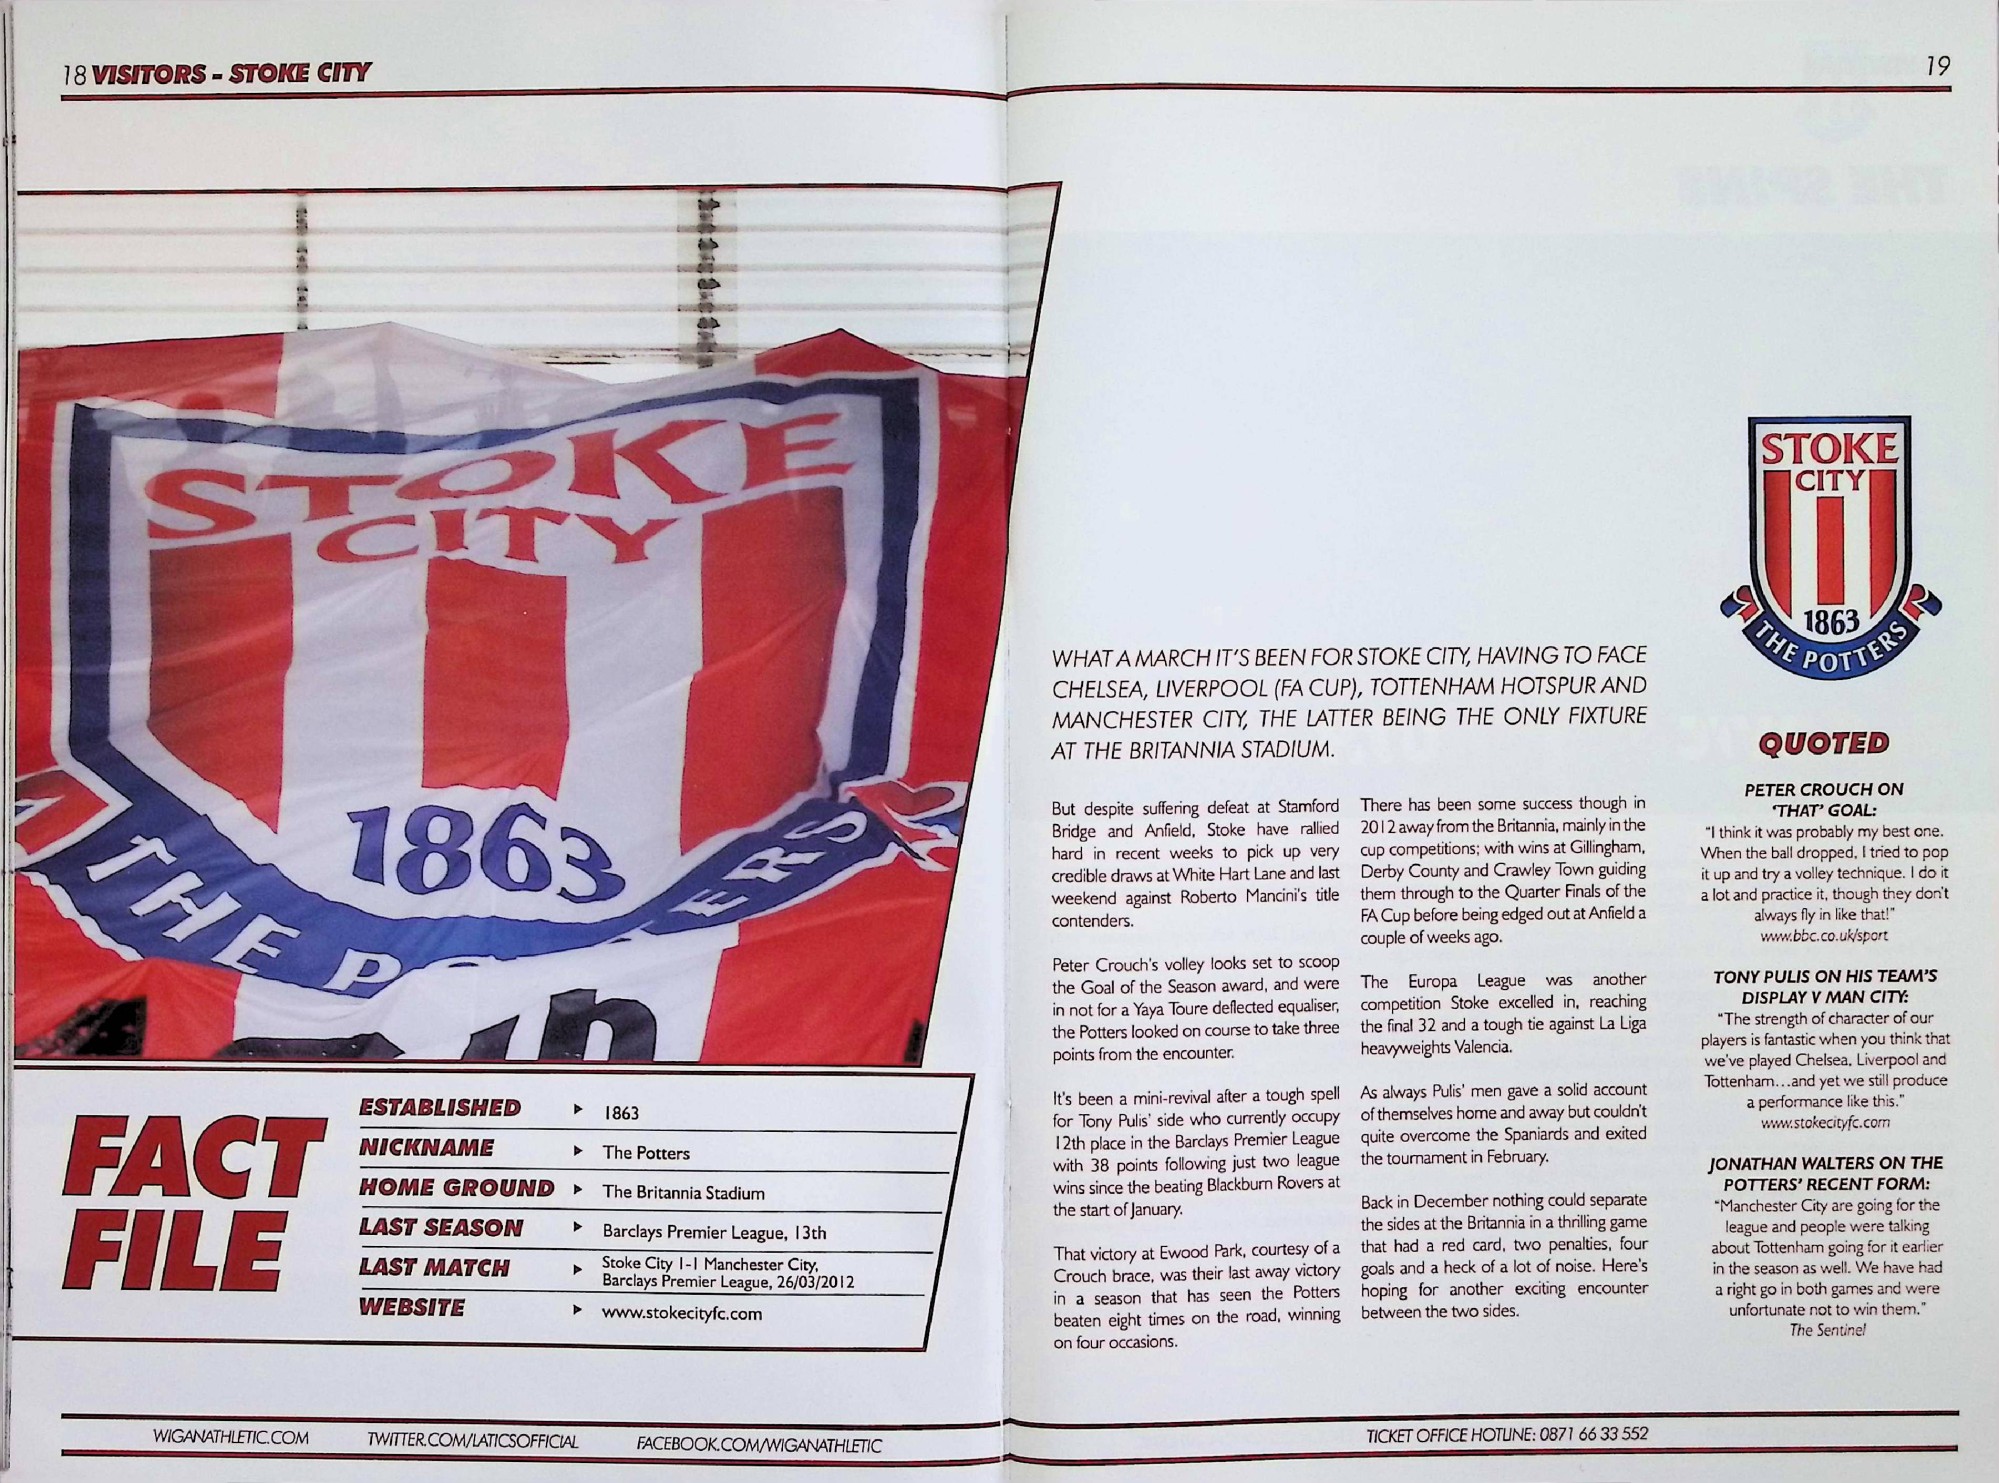 18 VISITORS - STOKE CITY
19
STOKE
CITY
1863
THE PO ERS
FACT
FILE
ESTABLISHED ▶ 1863
NICKNAME ▶ The Potters
HOME GROUND ▶ The Britannia Stadium
LAST SEASON ▶ Barclays Premier League, 13th
LAST MATCH ▶ Stoke City 1-1 Manchester City,
Barclays Premier League, 26/03/2012
WEBSITE ▶ www.stokecityfc.com
WHAT A MARCH IT'S BEEN FOR STOKE CITY, HAVING TO FACE
CHELSEA, LIVERPOOL (FA CUP), TOTTENHAM HOTSPUR AND
MANCHESTER CITY, THE LATTER BEING THE ONLY FIXTURE
AT THE BRITANNIA STADIUM.
But despite suffering defeat at Stamford
Bridge and Anfield, Stoke have rallied
hard in recent weeks to pick up very
credible draws at White Hart Lane and last
weekend against Roberto Mancini's title
contenders.
Peter Crouch's volley looks set to scoop
the Goal of the Season award, and were
in not for a Yaya Toure deflected equaliser,
the Potters looked on course to take three
points from the encounter.
It's been a mini-revival after a tough spell
for Tony Pulis' side who currently occupy
12th place in the Barclays Premier League
with 38 points following just two league
wins since the beating Blackburn Rovers at
the start of January.
That victory at Ewood Park, courtesy of a
Crouch brace, was their last away victory
in a season that has seen the Potters
beaten eight times on the road, winning
on four occasions.
There has been some success though in
2012 away from the Britannia, mainly in the
cup competitions; with wins at Gillingham,
Derby County and Crawley Town guiding
them through to the Quarter Finals of the
FA Cup before being edged out at Anfield a
couple of weeks ago.
The Europa League was another
competition Stoke excelled in, reaching
the final 32 and a tough tie against La Liga
heavyweights Valencia.
As always Pulis' men gave a solid account
of themselves home and away but couldn't
quite overcome the Spaniards and exited
the tournament in February.
Back in December nothing could separate
the sides at the Britannia in a thrilling game
that had a red card, two penalties, four
goals and a heck of a lot of noise. Here's
hoping for another exciting encounter
between the two sides.
STOKE
CITY
1863
THE POTTERS
QUOTED
PETER CROUCH ON
'THAT' GOAL:
"I think it was probably my best one.
When the ball dropped, I tried to pop
it up and try a volley technique. I do it
a lot and practice it, though they don't
always fly in like that!"
www.bbc.co.uk/sport
TONY PULIS ON HIS TEAM'S
DISPLAY V MAN CITY:
"The strength of character of our
players is fantastic when you think that
we've played Chelsea, Liverpool and
Tottenham...and yet we still produce
a performance like this."
www.stokecityfc.com
JONATHAN WALTERS ON THE
POTTERS' RECENT FORM:
"Manchester City are going for the
league and people were talking
about Tottenham going for it earlier
in the season as well. We have had
a right go in both games and were
unfortunate not to win them."
The Sentinel
WIGANATHLETIC.COM TWITTER.COM/LATICSOFFICIAL FACEBOOK.COM/WIGANATHLETIC
TICKET OFFICE HOTLINE: 0871 66 33 552